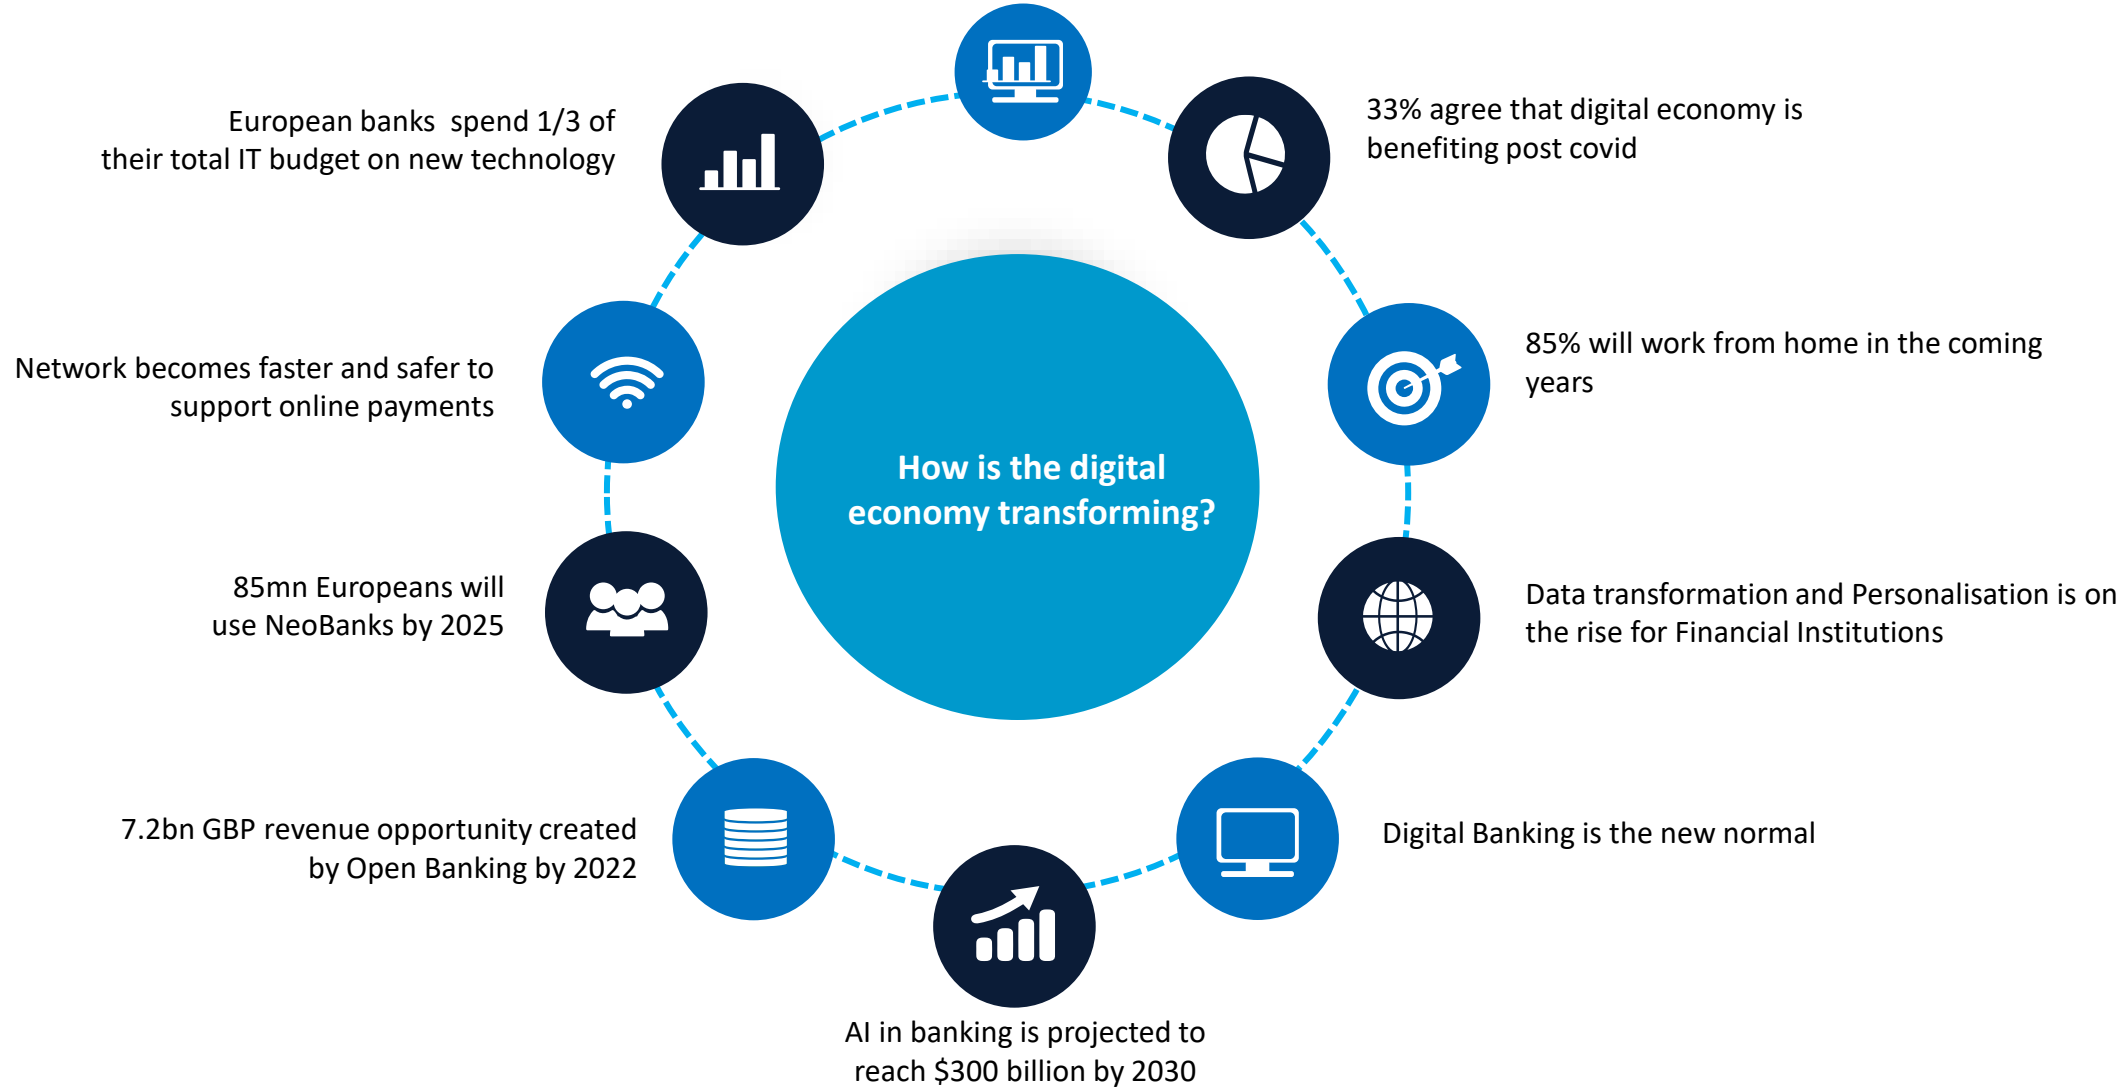 European banks  spend 1/3 of
their total IT budget on new technology
33% agree that digital economy is
benefiting post covid
Network becomes faster and safer to
support online payments
85% will work from home in the coming
years
How is the digital
economy transforming?
85mn Europeans will
use NeoBanks by 2025
Data transformation and Personalisation is on
the rise for Financial Institutions
7.2bn GBP revenue opportunity created
by Open Banking by 2022
Digital Banking is the new normal
AI in banking is projected to
reach $300 billion by 2030